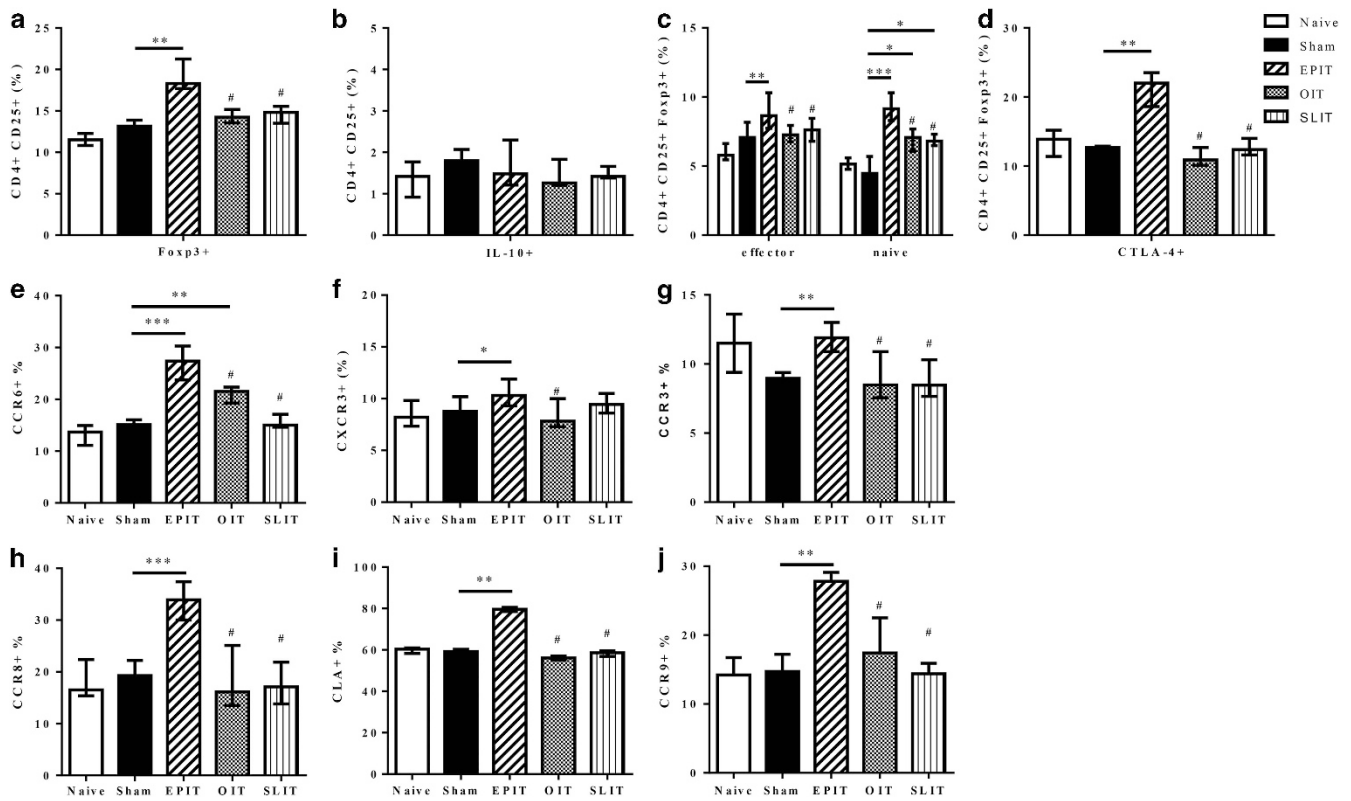 a
CD4+ CD25+ (%)
25
20
15
10
5
0
**
#
#
Foxp3+
b
CD4+ CD25+ (%)
5
4
3
2
1
0
IL-10+
c
CD4+ CD25+ Foxp3+ (%)
15
10
5
0
**
#
#
*
*
***
#
#
effector
naive
d
CD4+ CD25+ Foxp3+ (%)
30
20
10
0
**
#
#
CTLA-4+
Naive
Sham
EPIT
OIT
SLIT
e
CCR6+ %
40
30
20
10
0
**
***
#
#
Naive Sham EPIT OIT SLIT
f
CXCR3+ (%)
20
15
10
5
0
*
#
Naive Sham EPIT OIT SLIT
g
CCR3+ %
15
10
5
0
**
#
#
Naive Sham EPIT OIT SLIT
h
CCR8+ %
40
30
20
10
0
***
#
#
Naive Sham EPIT OIT SLIT
i
CLA+ %
100
80
60
40
20
0
**
#
#
Naive Sham EPIT OIT SLIT
j
CCR9+ %
30
20
10
0
**
#
#
Naive Sham EPIT OIT SLIT